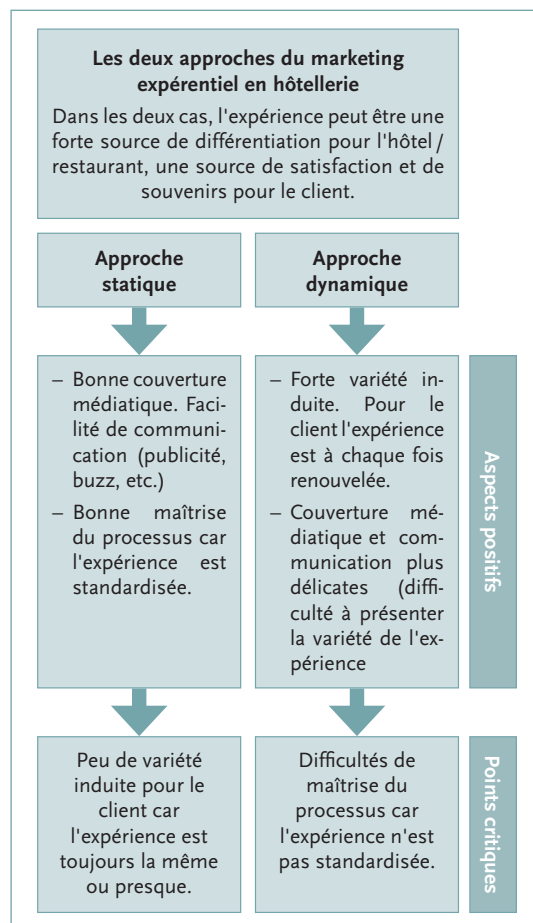 Les deux approches du marketing
expérentiel en hôtellerie
Dans les deux cas, l'expérience peut être une
forte source de différentiation pour l'hôtel /
restaurant, une source de satisfaction et de
souvenirs pour le client.
Approche
statique
Approche
dynamique
– Bonne couverture
médiatique. Faci-
lité de communi-
cation (publicité,
buzz, etc.)
– Bonne maîtrise
du processus car
l'expérience est
standardisée.
– Forte variété in-
duite. Pour le
client l'expérience
est à chaque fois
renouvelée.
– Couverture mé-
diatique et com-
munication plus
délicates (diffi-
culté à présenter
la variété de l'ex-
périence
Aspects positifs
Peu de variété
induite pour le
client car
l'expérience est
toujours la même
ou presque.
Difficultés de
maîtrise du
processus car
l'expérience n'est
pas standardisée.
Points critiques